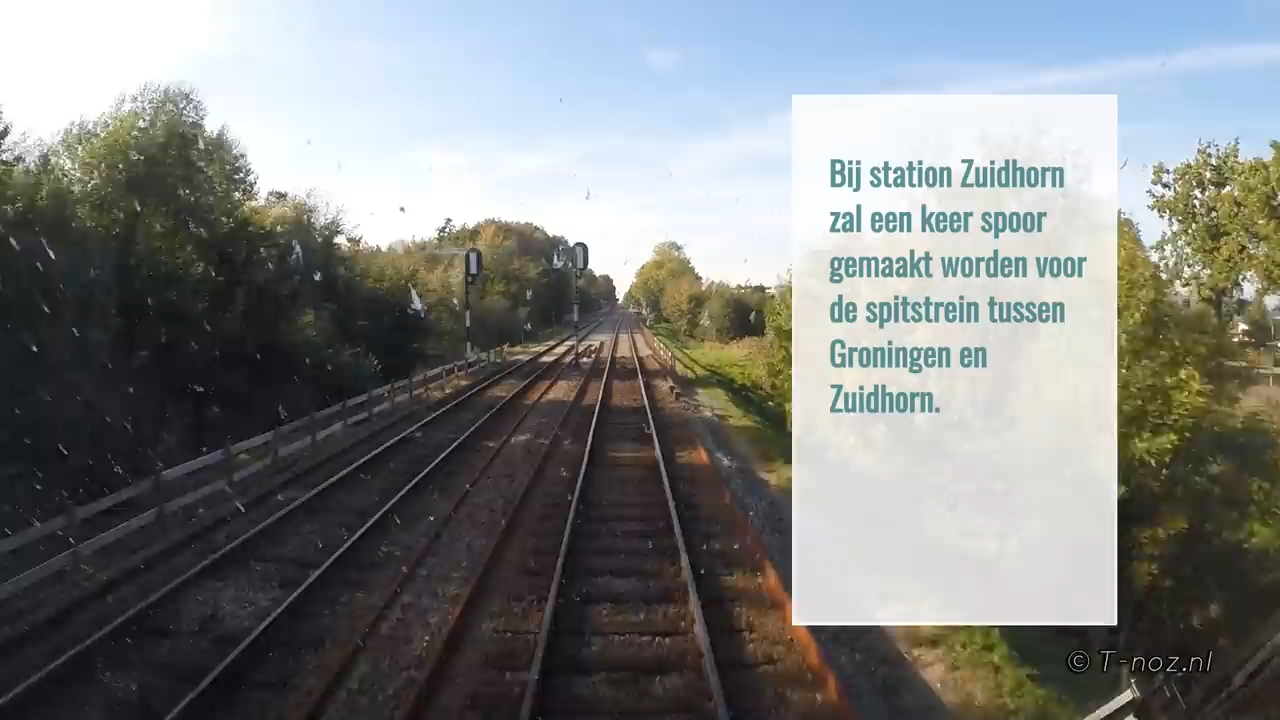 Bij station Zuidhorn
zal een keer spoor
gemaakt worden voor
de spitstrein tussen
Groningen en
Zuidhorn.
© T-noz.nl